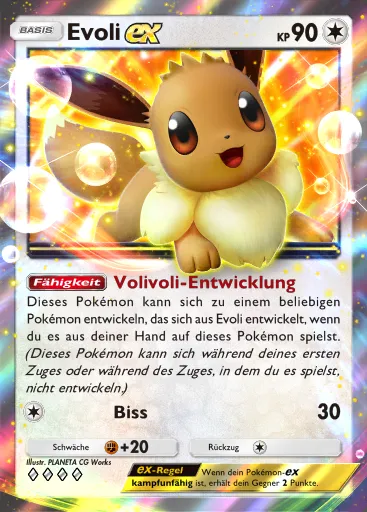 BASIS Evoli ex KP 90
Fähigkeit Volivoli-Entwicklung
Dieses Pokémon kann sich zu einem beliebigen
Pokémon entwickeln, das sich aus Evoli entwickelt, wenn
du es aus deiner Hand auf dieses Pokémon spielst.
(Dieses Pokémon kann sich während deines ersten
Zuges oder während des Zuges, in dem du es spielst,
nicht entwickeln.)
Biss 30
Schwäche +20 Rückzug
Illustr. PLANETA CG Works
ex-Regel Wenn dein Pokémon-ex
kampfunfähig ist, erhält dein Gegner 2 Punkte.